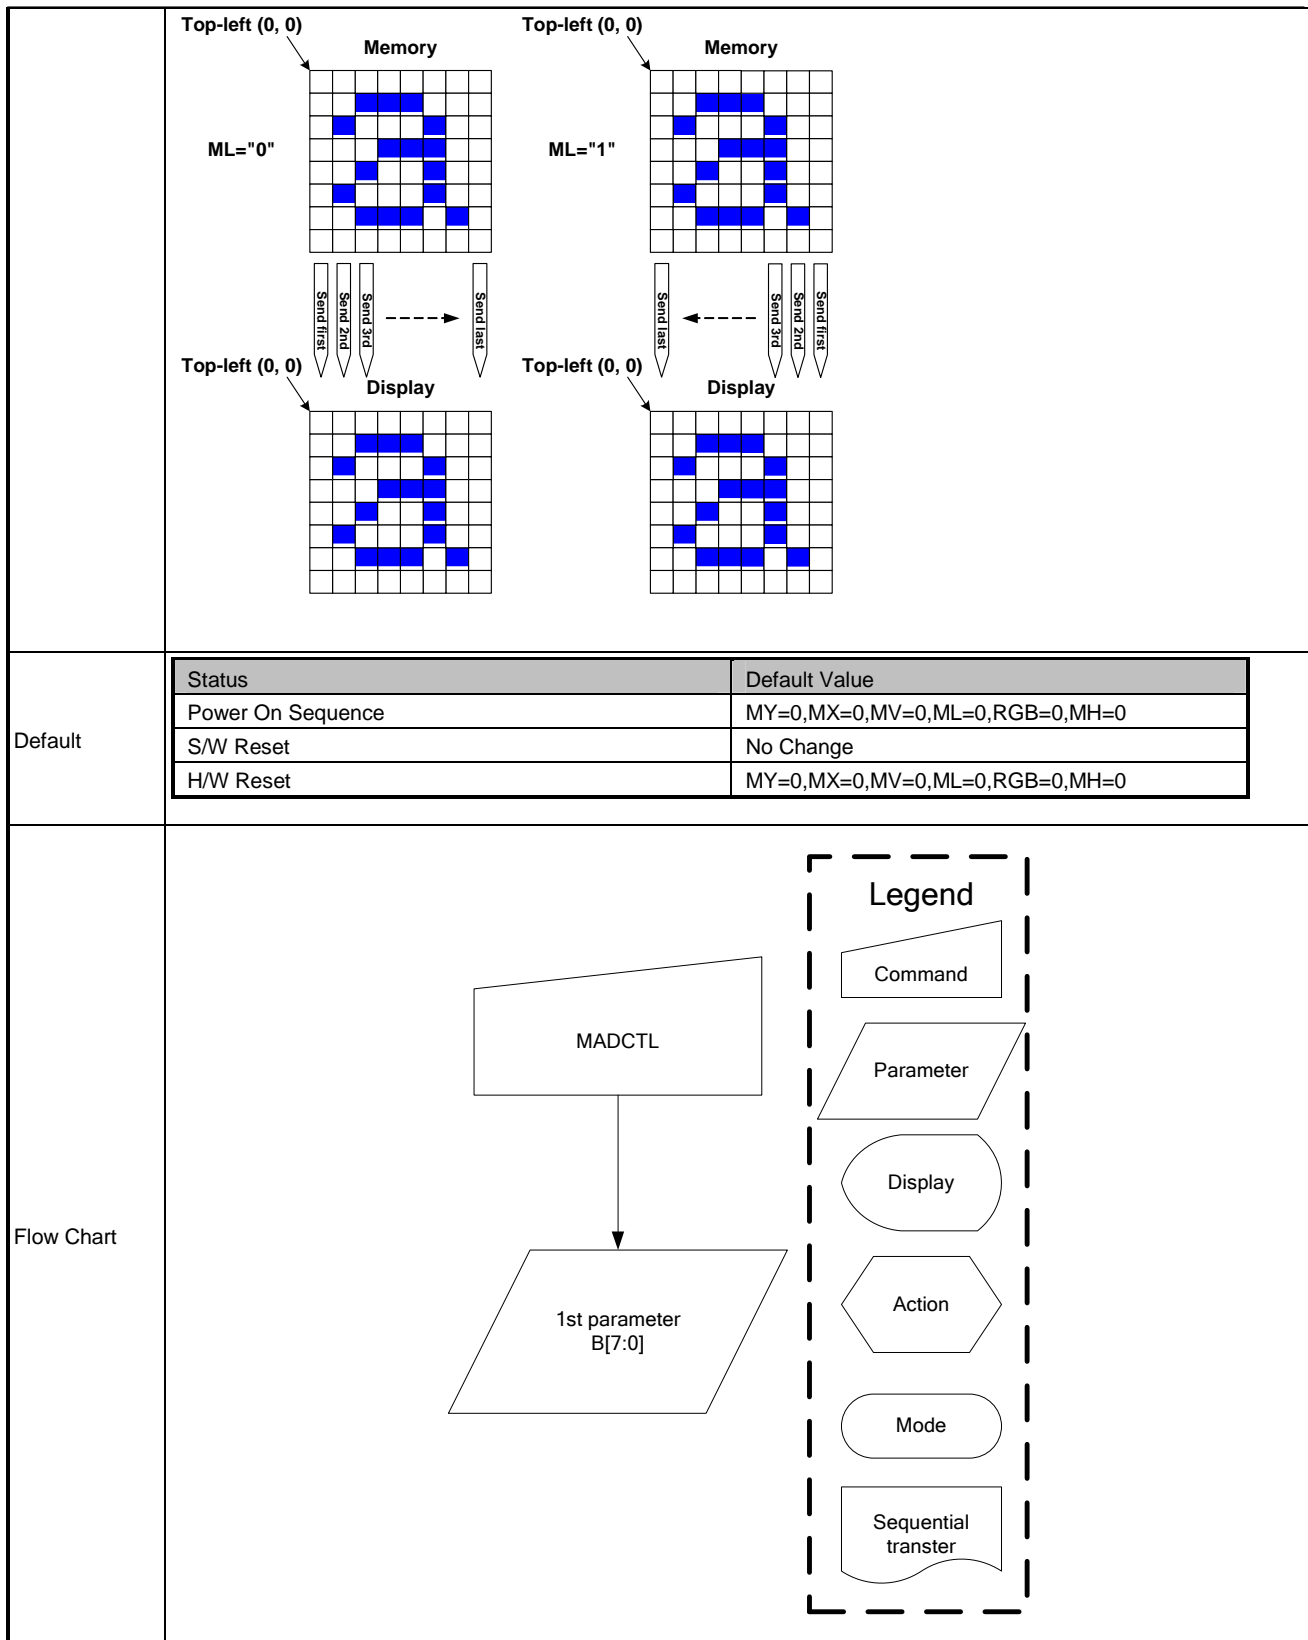 Top-left (0, 0)
Memory
ML="0"
Send first
Send 2nd
Send 3rd
Send last
Top-left (0, 0)
Display
Top-left (0, 0)
Memory
ML="1"
Send last
Send 3rd
Send 2nd
Send first
Top-left (0, 0)
Display
Default
Status Default Value
Power On Sequence MY=0,MX=0,MV=0,ML=0,RGB=0,MH=0
S/W Reset No Change
H/W Reset MY=0,MX=0,MV=0,ML=0,RGB=0,MH=0
Flow Chart
MADCTL
1st parameter
B[7:0]
Legend
Command
Parameter
Display
Action
Mode
Sequential
transter